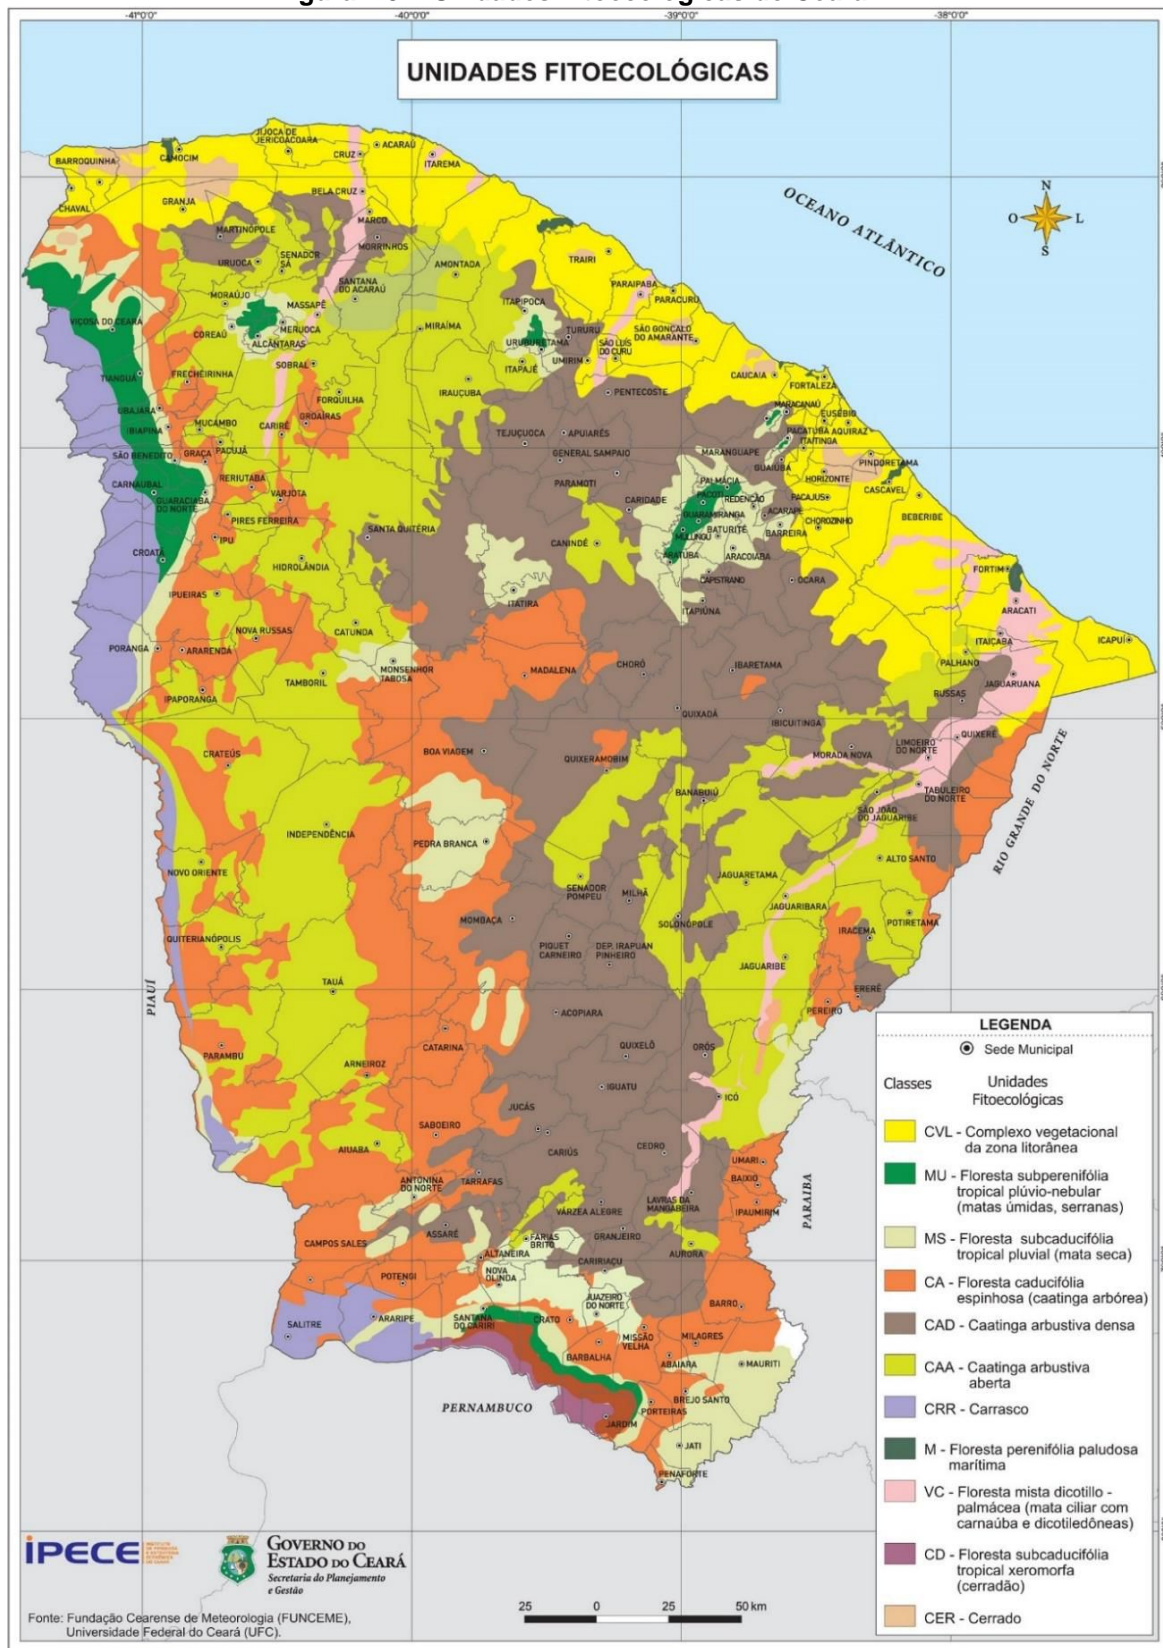 UNIDADES FITOECOLÓGICAS
-41°0'0"
-40°0'0"
-39°0'0"
-38°0'0"
OCEANO ATLÂNTICO
N
O
L
S
JIJOCA DE
JERICOACOARA
ACARAÚ
CRUZ
ITAREMA
BARROQUINHA
CAMOCIM
CHAVAL
GRANJA
BELA CRUZ
MARCO
MARTINÓPOLE
MORRINHOS
URUOCA
SENADOR
SÁ
AMONTADA
TRAIRI
SANTANA
DO ACARAÚ
PARAIPABA
PARACURU
MORAÚJO
MASSAPÊ
ITAPIPOCA
VIÇOSA DO CEARÁ
COREAÚ
MERUOCA
ALCÂNTARAS
MIRAÍMA
TURURU
URUBURETAMA
UMIRIM
SÃO LUÍS
DO CURU
SÃO GONÇALO
DO AMARANTE
SOBRAL
ITAPAJÉ
CAUCAIA
FORTALEZA
TIANGUÁ
FRECHEIRINHA
FORQUILHA
IRAUÇUBA
PENTECOSTE
MARACANAÚ
EUSÉBIO
UBAJARA
IBIAPINA
MUCAMBO
CARIRÉ
GROAÍRAS
TEJUÇUOCA
APUIARÉS
PACATUBA
AQUIRAZ
ITAITINGA
SÃO BENEDITO
GRAÇA
PACUJÁ
GENERAL SAMPAIO
MARANGUAPE
GUAIÚBA
PINDORETAMA
CARNAUBAL
GUARACIABA
DO NORTE
RERIUTABA
VARJOTA
PARAMOTI
CARIDADE
PALMÁCIA
PACOTI
REDENÇÃO
GUARAMIRANGA
ACARAPE
HORIZONTE
PACAJUS
CASCAVEL
PIRES FERREIRA
SANTA QUITÉRIA
MULUNGU
BATURITÉ
BARREIRA
CHOROZINHO
BEBERIBE
CROATÁ
IPU
HIDROLÂNDIA
CANINDÉ
ARATUBA
ARACOIABA
CAPISTRANO
OCARA
FORTIM
IPUEIRAS
ITATIRA
ITAPIÚNA
ARACATI
PORANGA
ARARENDA
NOVA RUSSAS
CATUNDA
ITAIÇABA
ICAPUÍ
IPAPORANGA
TAMBORIL
MONSENHOR
TABOSA
MADALENA
CHORÓ
IBARETAMA
PALHANO
JAGUARUANA
RUSSAS
QUIXADÁ
IBICUITINGA
CRATEÚS
BOA VIAGEM
QUIXERAMOBIM
MORADA NOVA
LIMOEIRO
DO NORTE
QUIXERÉ
BANABUIÚ
TABULEIRO
DO NORTE
SÃO JOÃO
DO JAGUARIBE
RIO GRANDE DO NORTE
INDEPENDÊNCIA
PEDRA BRANCA
ALTO SANTO
NOVO ORIENTE
SENADOR
POMPEU
MILHÃ
JAGUARETAMA
JAGUARIBARA
MOMBAÇA
SOLONÓPOLE
IRACEMA
POTIRETAMA
QUITERIANÓPOLIS
PIQUET
CARNEIRO
DEP. IRAPUAN
PINHEIRO
JAGUARIBE
PIAUÍ
TAUÁ
ERERÊ
PEREIRO
ACOPIARA
PARAMBU
CATARINA
QUIXELÔ
ORÓS
ARNEIROZ
IGUATU
ICÓ
JUCÁS
SABOEIRO
AIUABA
CARIÚS
CEDRO
UMARI
BAIXIO
ANTONINA
DO NORTE
TARRAFAS
LAVRAS DA
MANGABEIRA
IPAUMIRIM
PARAIBA
VÁRZEA ALEGRE
CAMPOS SALES
ASSARÉ
FARIAS
BRITO
GRANJEIRO
AURORA
ALTANEIRA
CARIRIAÇU
POTENGI
NOVA
OLINDA
JUAZEIRO
DO NORTE
BARRO
SALITRE
ARARIPE
SANTANA
DO CARIRI
CRATO
MISSÃO
VELHA
MILAGRES
BARBALHA
ABAIARA
MAURITI
BREJO SANTO
PERNAMBUCO
PORTEIRAS
JARDIM
JATI
PENAFORTE
LEGENDA
Sede Municipal
Classes
Unidades
Fitoecológicas
CVL - Complexo vegetacional
da zona litorânea
MU - Floresta subperenifólia
tropical plúvio-nebular
(matas úmidas, serranas)
MS - Floresta subcaducifólia
tropical pluvial (mata seca)
CA - Floresta caducifólia
espinhosa (caatinga arbórea)
CAD - Caatinga arbustiva densa
CAA - Caatinga arbustiva
aberta
CRR - Carrasco
M - Floresta perenifólia paludosa
marítima
VC - Floresta mista dicotillo -
palmácea (mata ciliar com
carnaúba e dicotiledôneas)
CD - Floresta subcaducifólia
tropical xeromorfa
(cerradão)
CER - Cerrado
iPECE
GOVERNO DO
ESTADO DO CEARÁ
Secretaria do Planejamento
e Gestão
25 0 25 50 km
Fonte: Fundação Cearense de Meteorologia (FUNCEME),
Universidade Federal do Ceará (UFC).